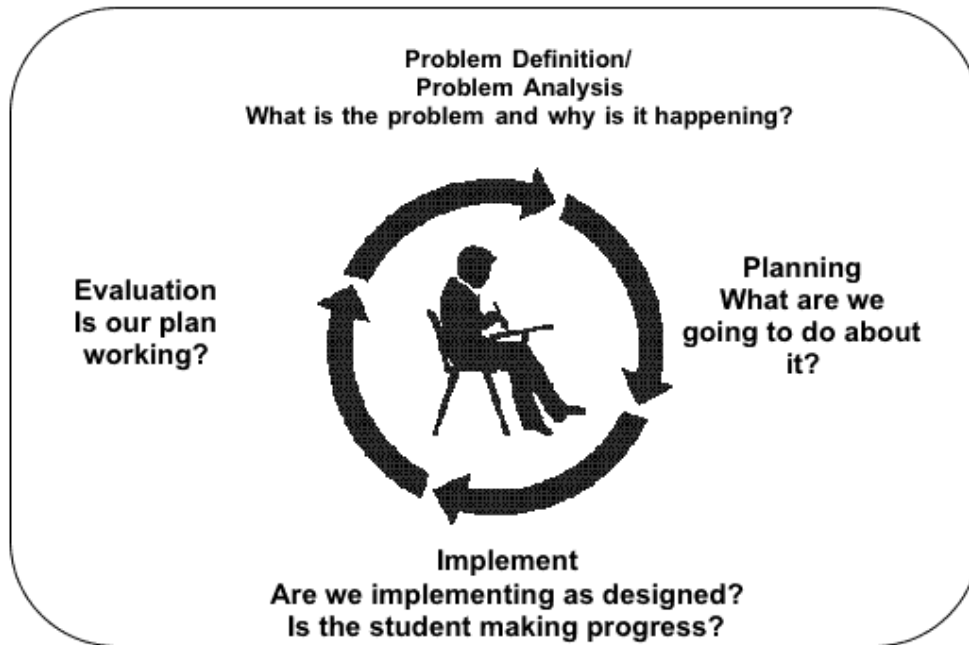 Problem Definition/
Problem Analysis
What is the problem and why is it happening?
Planning
What are we
going to do about
it?
Implement
Are we implementing as designed?
Is the student making progress?
Evaluation
Is our plan
working?